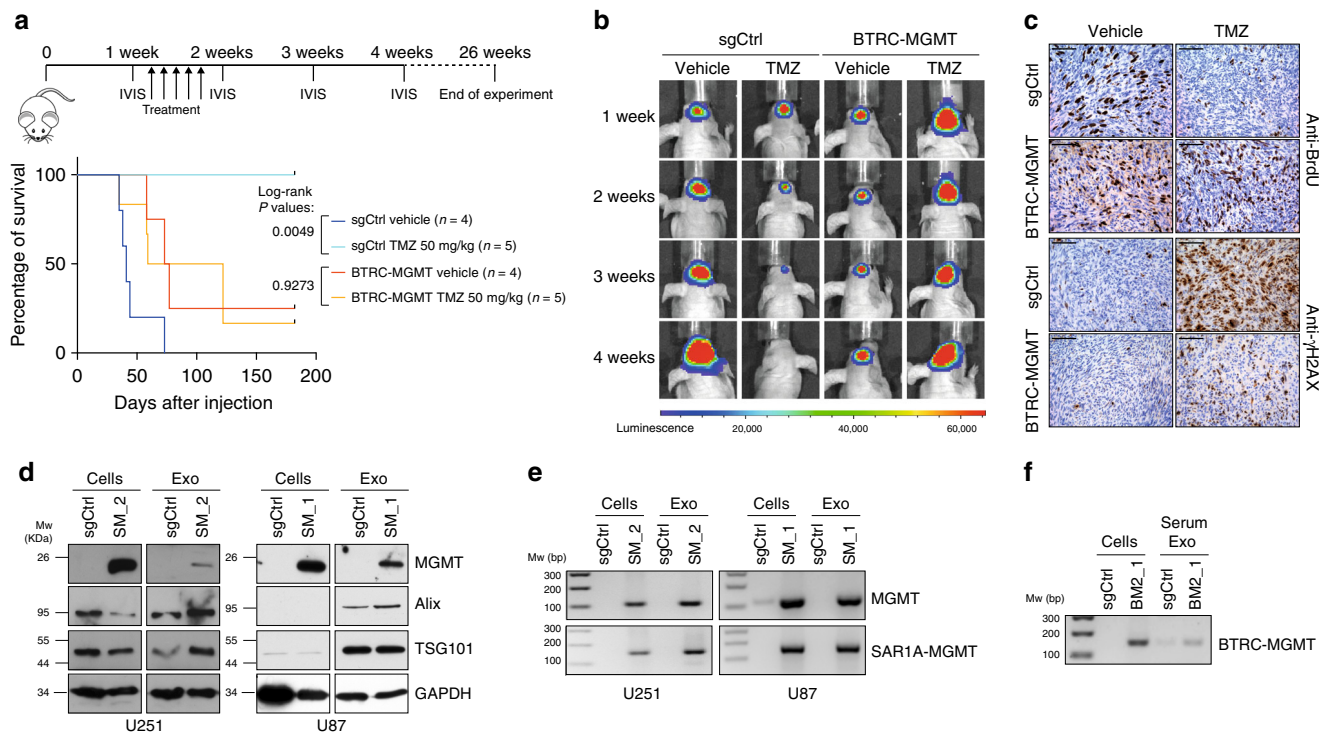 a
0 1 week 2 weeks 3 weeks 4 weeks 26 weeks
IVIS IVIS IVIS IVIS End of experiment
Treatment
Percentage of survival
100
50
0
0 50 100 150 200
Days after injection
Log-rank
P values:
0.0049
0.9273
sgCtrl vehicle (n = 4)
sgCtrl TMZ 50 mg/kg (n = 5)
BTRC-MGMT vehicle (n = 4)
BTRC-MGMT TMZ 50 mg/kg (n = 5)
b
sgCtrl BTRC-MGMT
Vehicle TMZ Vehicle TMZ
1 week
2 weeks
3 weeks
4 weeks
Luminescence 20,000 40,000 60,000
c
Vehicle TMZ
sgCtrl
BTRC-MGMT
Anti-BrdU
sgCtrl
BTRC-MGMT
Anti-γH2AX
d
Cells Exo Cells Exo
sgCtrl SM_2 sgCtrl SM_2 sgCtrl SM_1 sgCtrl SM_1
Mw
(KDa)
26 26 MGMT
95 95 Alix
55 55 TSG101
44 44
34 34 GAPDH
U251 U87
e
Cells Exo Cells Exo
sgCtrl SM_2 sgCtrl SM_2 sgCtrl SM_1 sgCtrl SM_1
Mw (bp)
300
200
100
MGMT
300
200
100
SAR1A-MGMT
U251 U87
f
Serum
Cells Exo
sgCtrl BM2_1 sgCtrl BM2_1
Mw (bp)
300
200
100
BTRC-MGMT